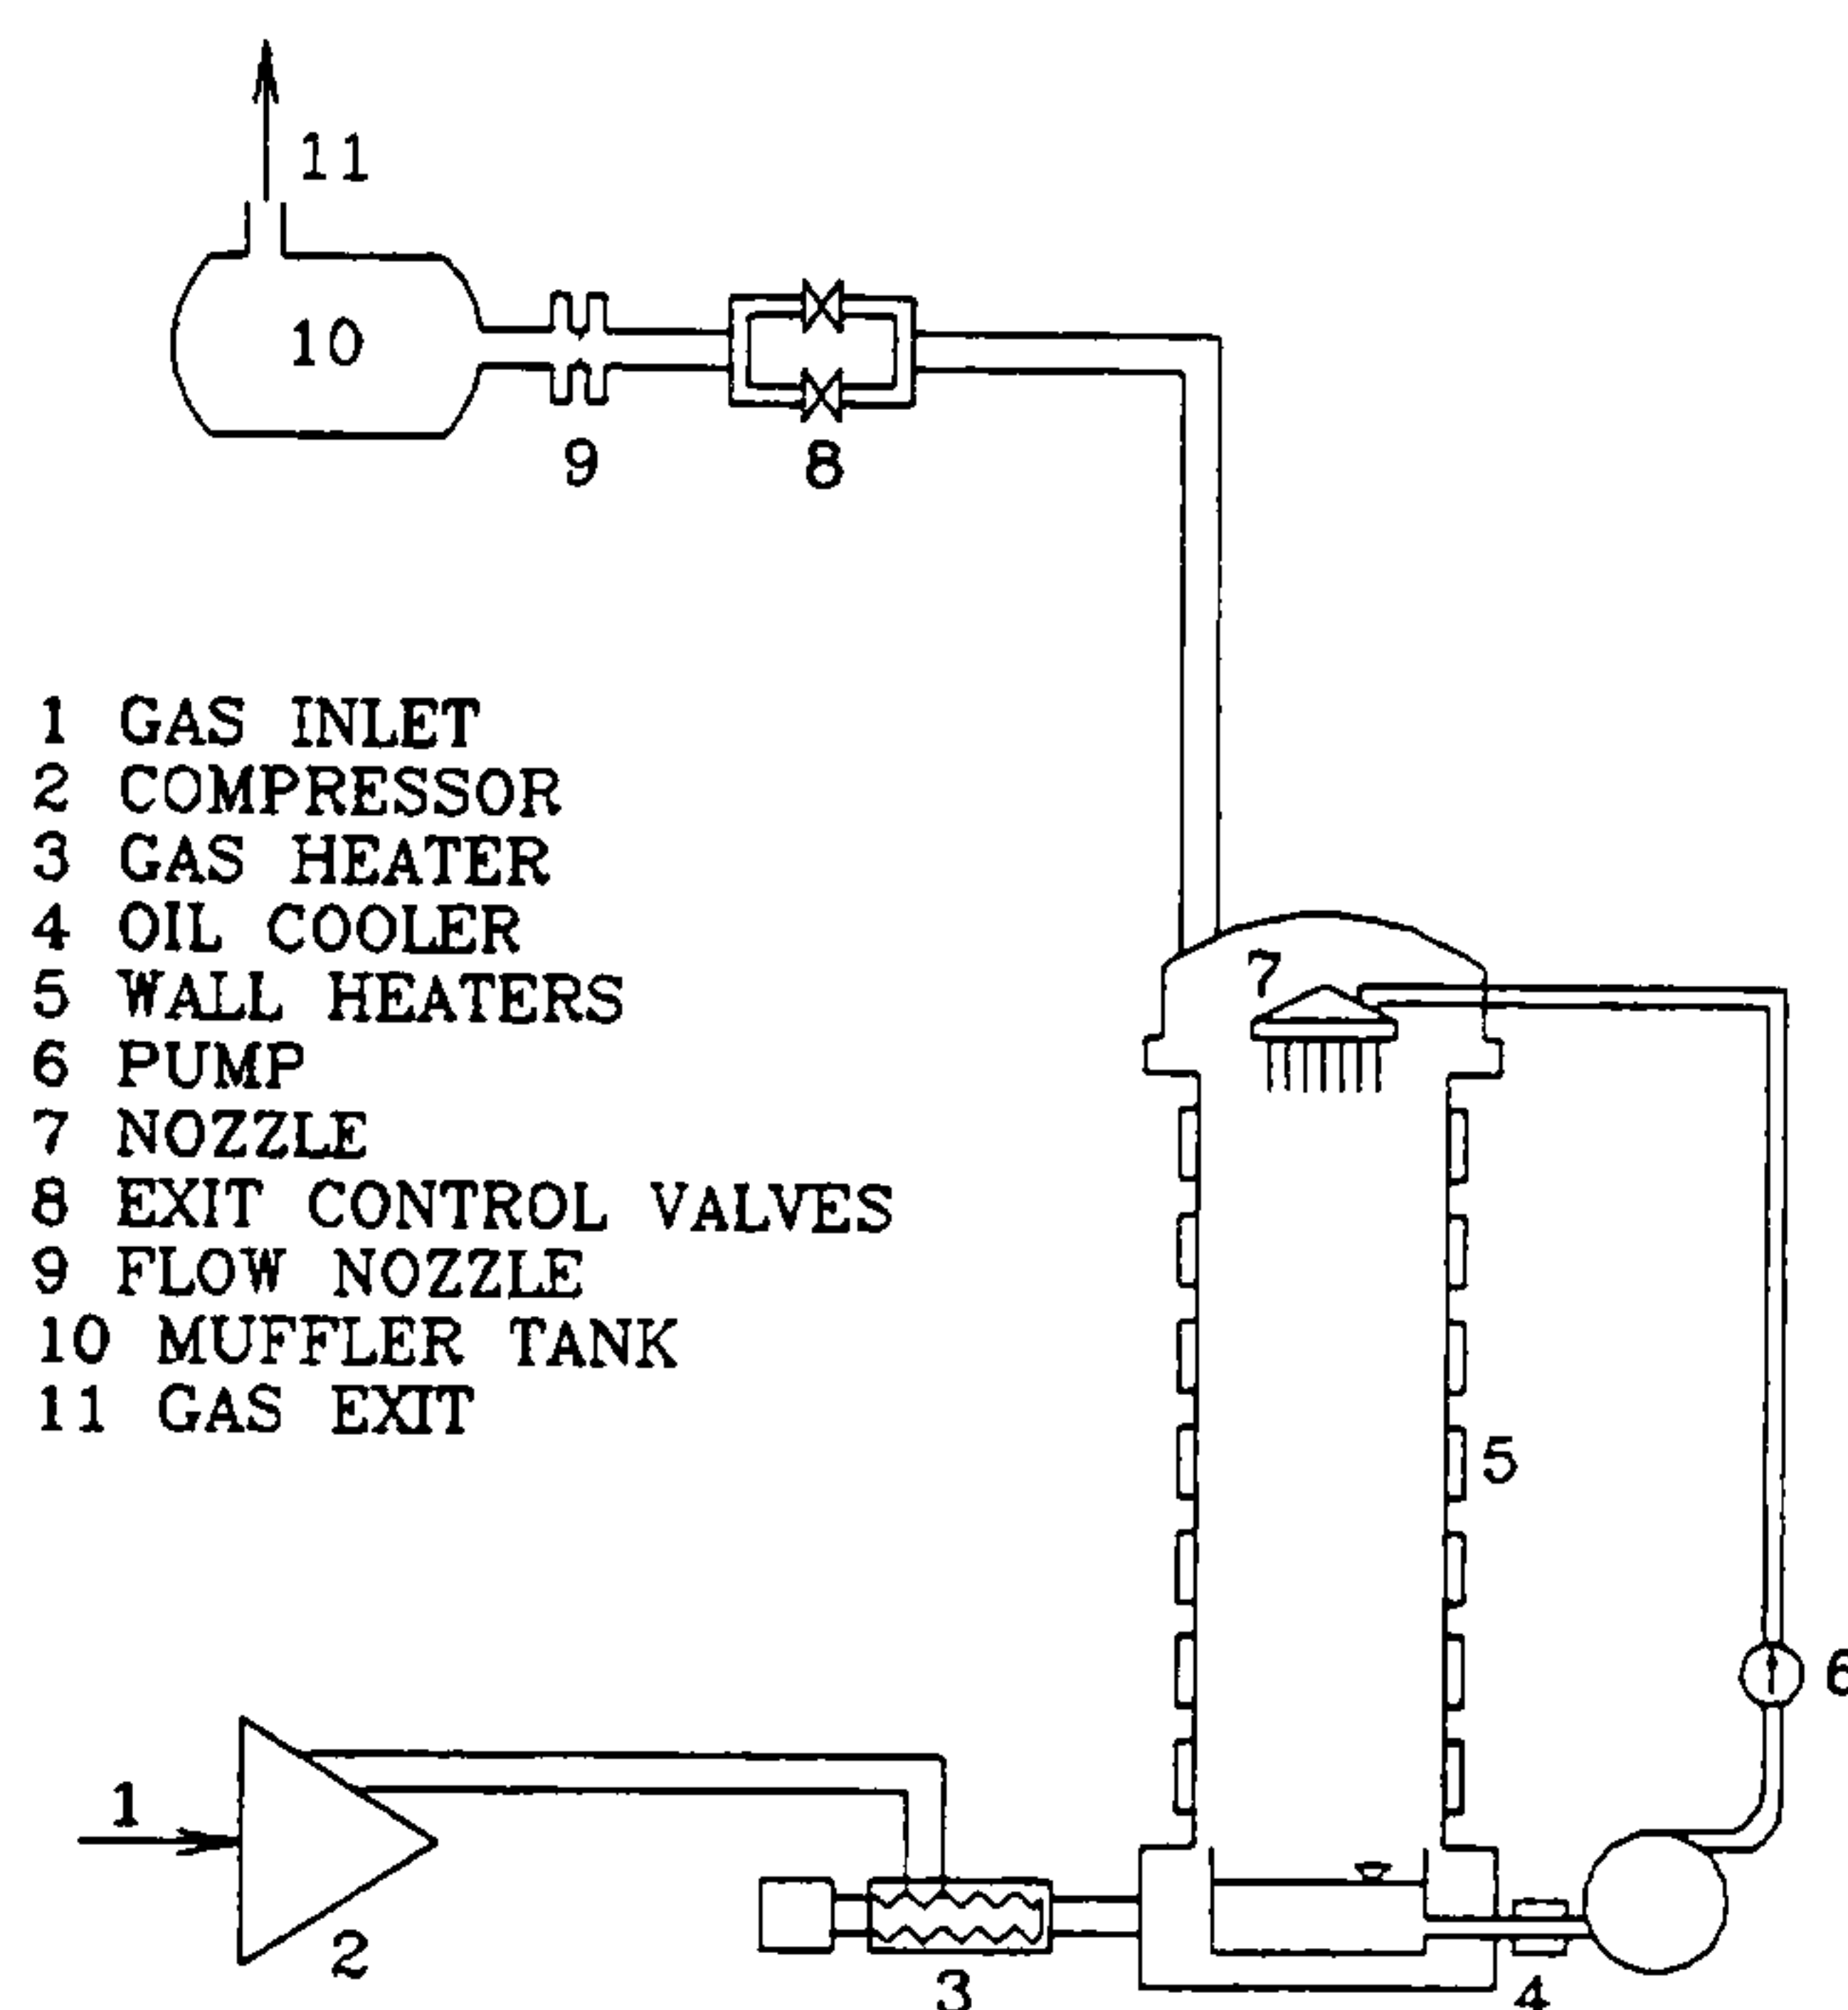 11
10
9
8
1 GAS INLET
2 COMPRESSOR
3 GAS HEATER
4 OIL COOLER
5 WALL HEATERS
6 PUMP
7 NOZZLE
8 EXIT CONTROL VALVES
9 FLOW NOZZLE
10 MUFFLER TANK
11 GAS EXIT
7
5
6
1
2
3
4